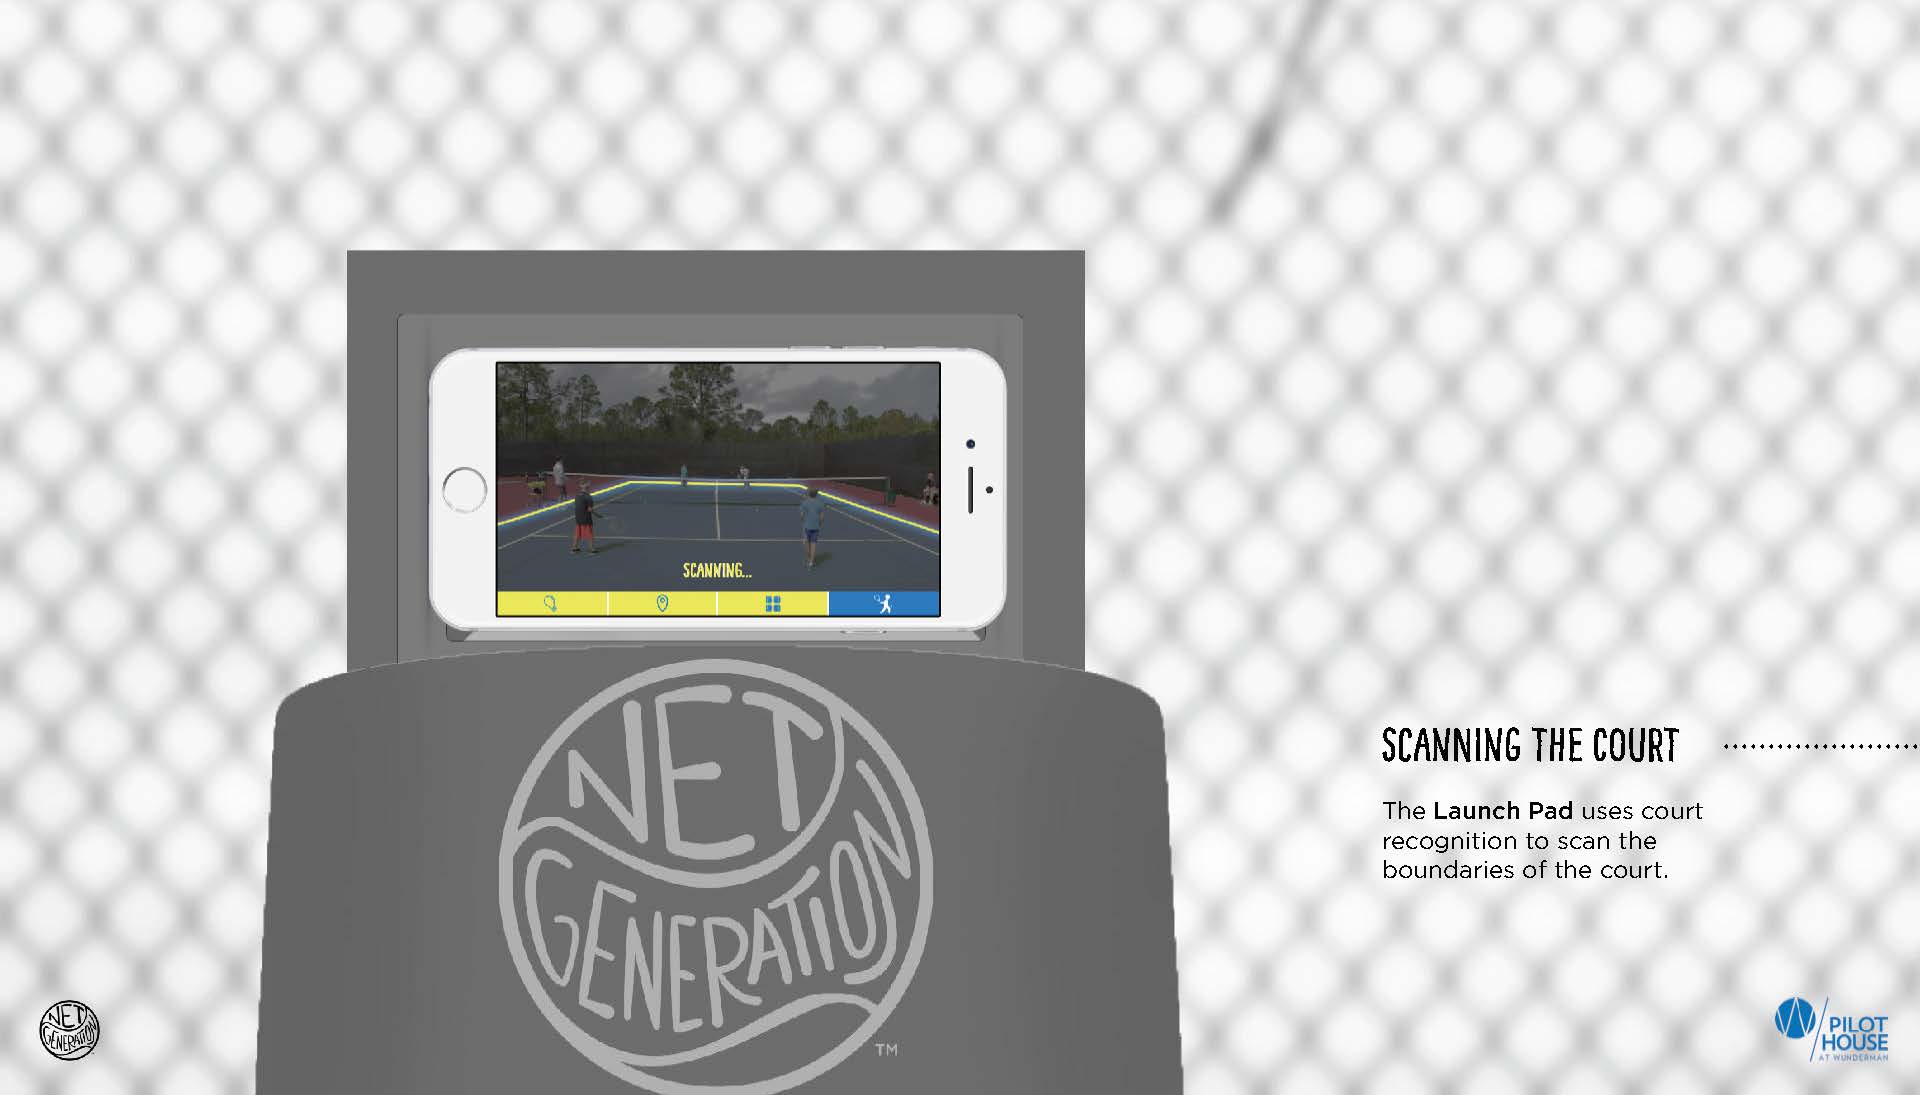 SCANNING...
NET
GENERATION
TM
SCANNING THE COURT
The Launch Pad uses court
recognition to scan the
boundaries of the court.
NET
GENERATION
PILOT
HOUSE
AT WUNDERMAN